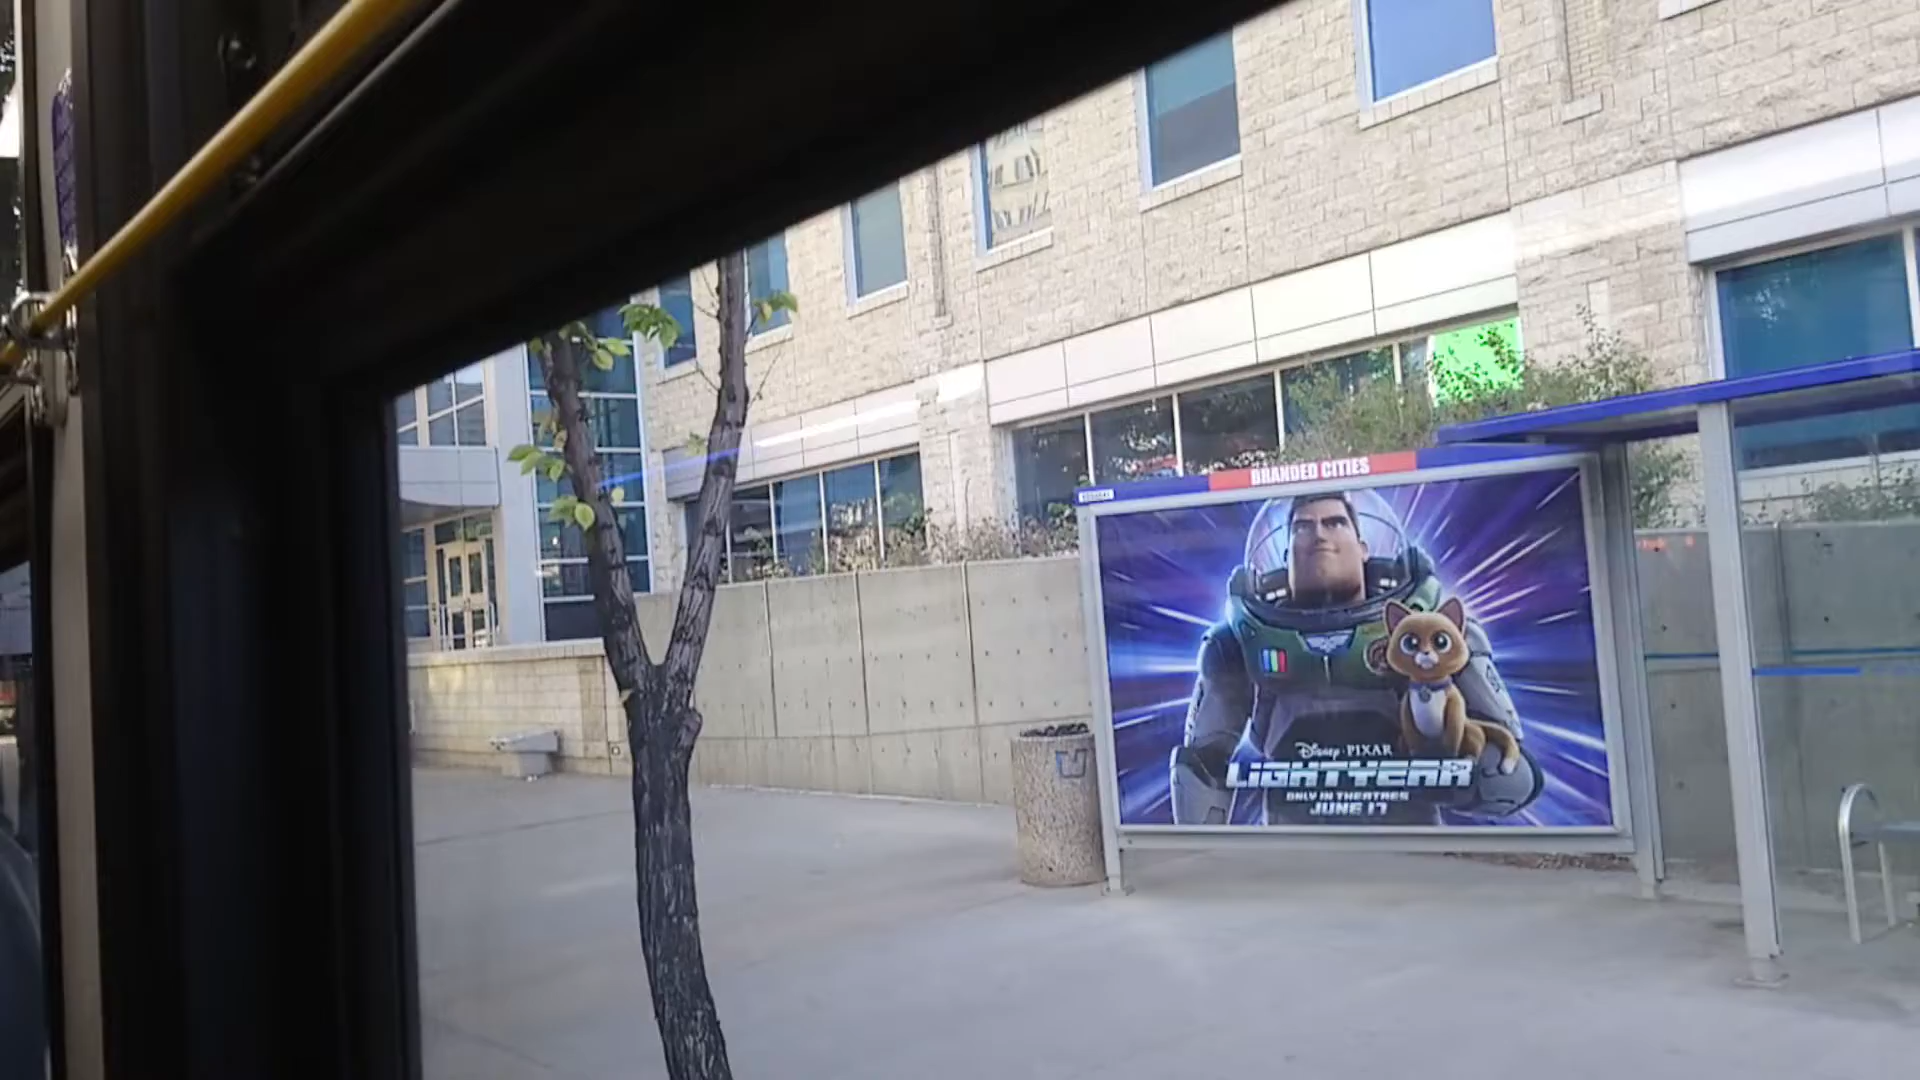 BRANDED CITIES
Disney · PIXAR
LIGHTYEAR
ONLY IN THEATRES
JUNE 17